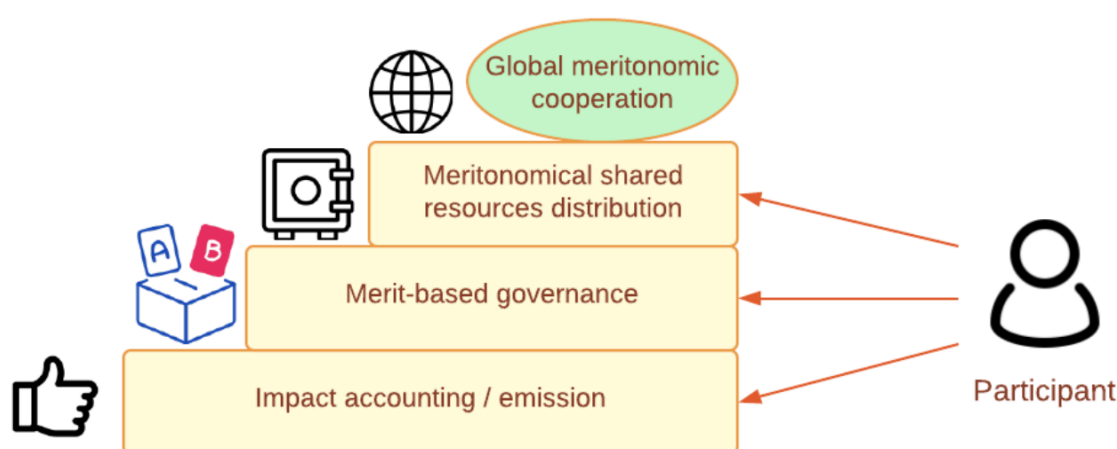 Global meritonomic
cooperation
Meritonomical shared
resources distribution
A
B
Merit-based governance
Impact accounting / emission
Participant